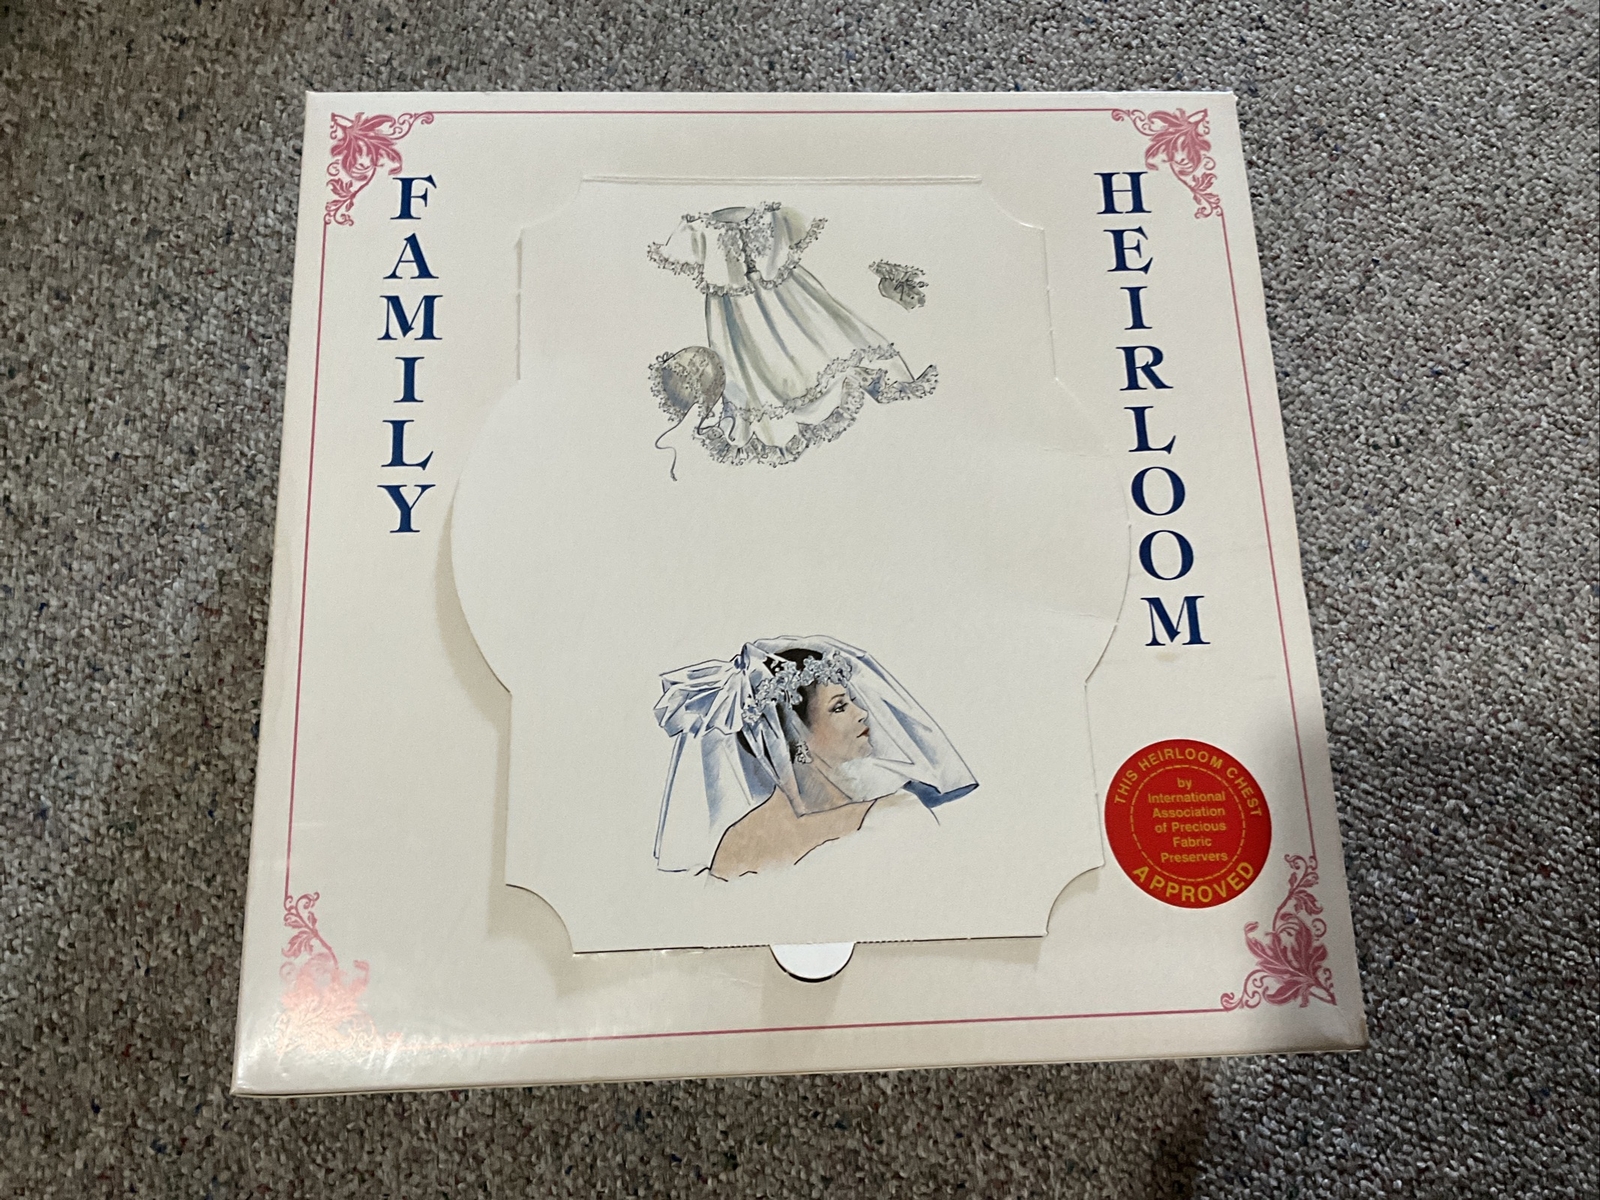 FAMILY
HEIRLOOM
THIS HEIRLOOM CHEST
by
International
Association
of Precious
Fabric
Preservers
APPROVED